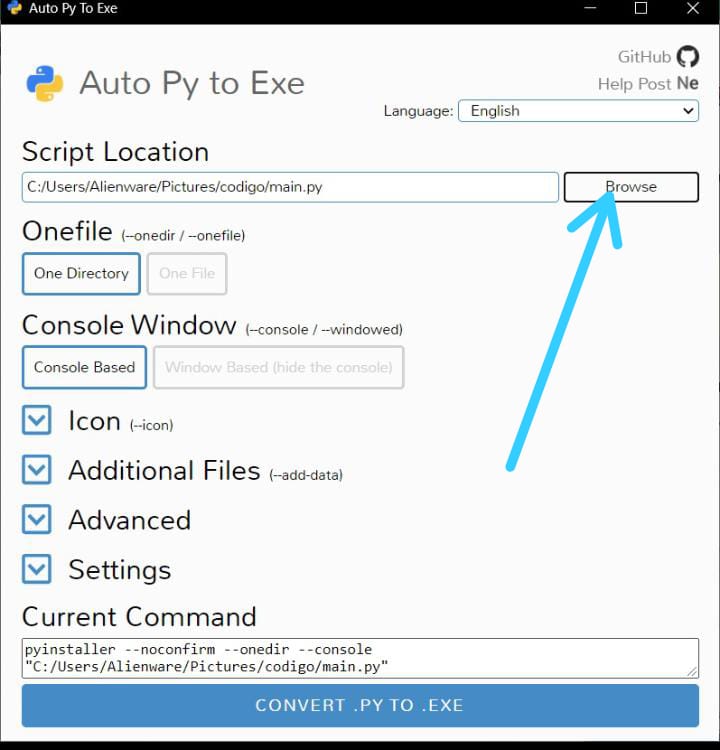 Auto Py To Exe
GitHub
Auto Py to Exe
Help Post Ne
Language: English
Script Location
C:/Users/Alienware/Pictures/codigo/main.py Browse
Onefile (--onedir / --onefile)
One Directory One File
Console Window (--console / --windowed)
Console Based Window Based (hide the console)
Icon (--icon)
Additional Files (--add-data)
Advanced
Settings
Current Command
pyinstaller --noconfirm --onedir --console
"C:/Users/Alienware/Pictures/codigo/main.py"
CONVERT .PY TO .EXE